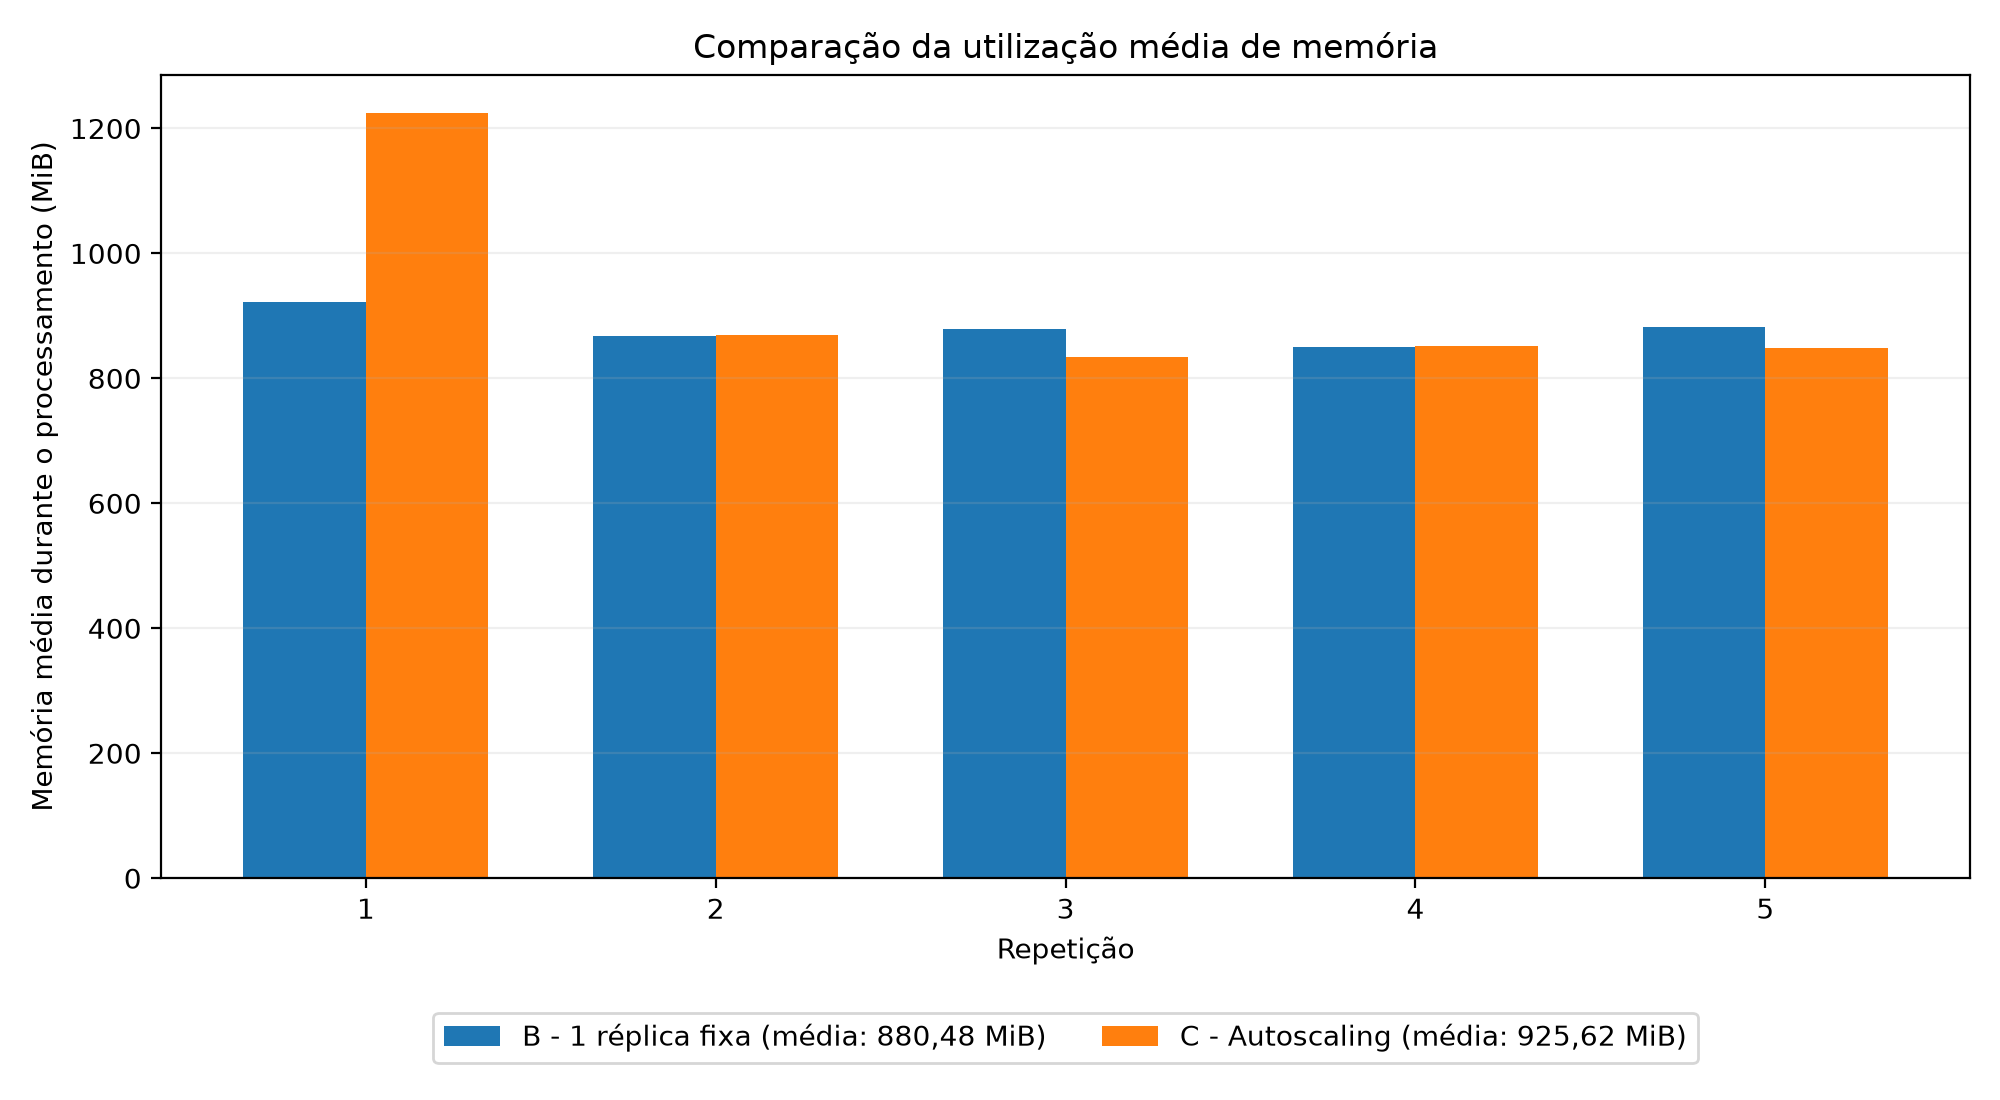 Comparação da utilização média de memória
Memória média durante o processamento (MiB)
1200
1000
800
600
400
200
0
1 2 3 4 5
Repetição
B - 1 réplica fixa (média: 880,48 MiB) C - Autoscaling (média: 925,62 MiB)